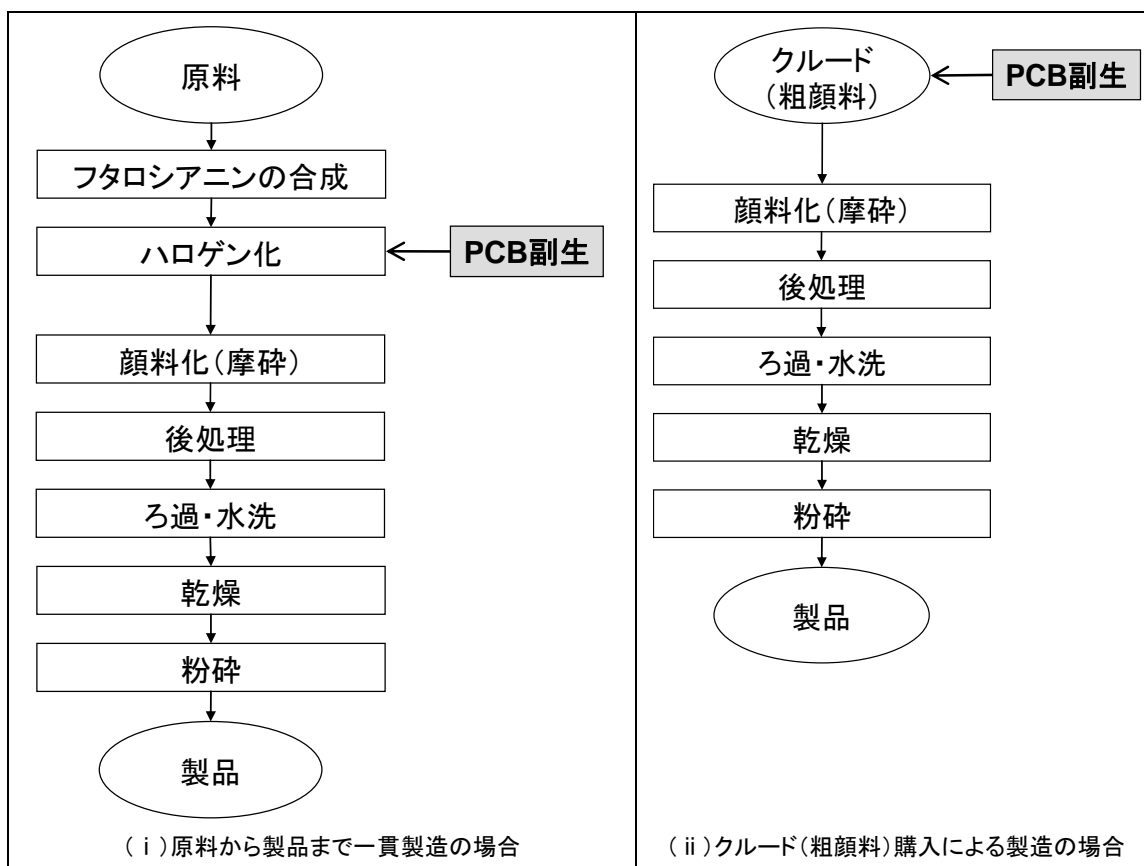 原料
フタロシアニンの合成
ハロゲン化
PCB副生
顔料化(摩砕)
後処理
ろ過・水洗
乾燥
粉砕
製品
(ⅰ)原料から製品まで一貫製造の場合
クルード
(粗顔料)
PCB副生
顔料化(摩砕)
後処理
ろ過・水洗
乾燥
粉砕
製品
(ⅱ)クルード(粗顔料)購入による製造の場合